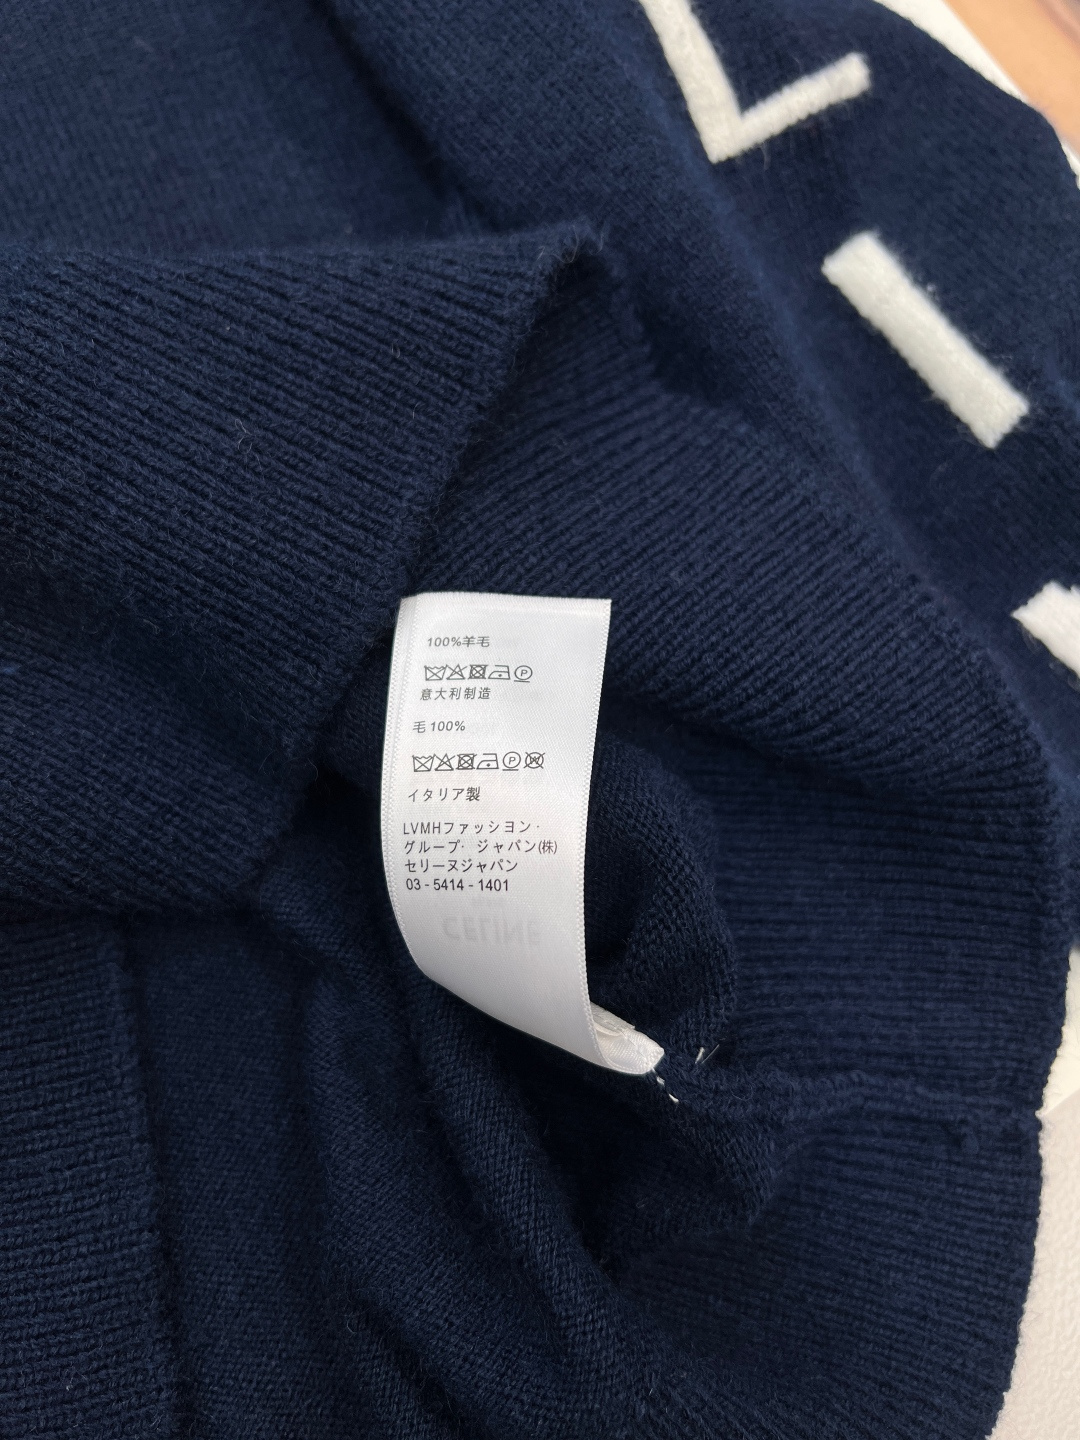 100%羊毛
意大利制造
毛 100%
イタリア製
LVMHファッション·
グループ· ジャパン(株)
セリーヌジャパン
03 - 5414 - 1401
CELINE